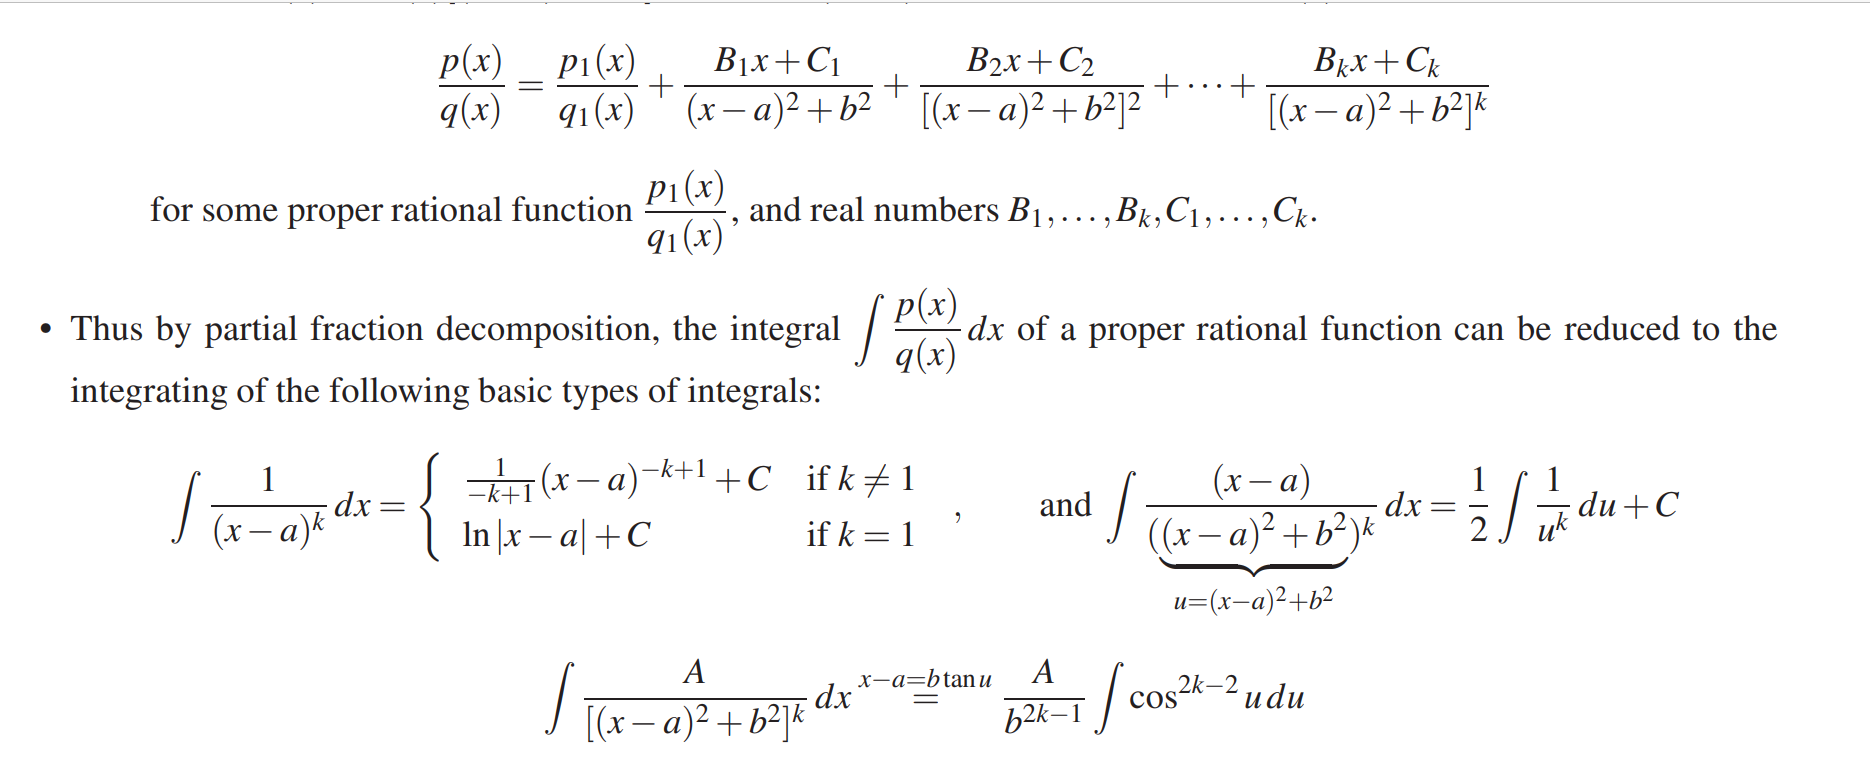 p(x)/q(x) = p₁(x)/q₁(x) + (B₁x+C₁)/((x−a)²+b²) + (B₂x+C₂)/[(x−a)²+b²]² + ⋯ + (Bₖx+Cₖ)/[(x−a)²+b²]ᵏ
for some proper rational function p₁(x)/q₁(x), and real numbers B₁,…,Bₖ,C₁,…,Cₖ.
• Thus by partial fraction decomposition, the integral ∫ p(x)/q(x) dx of a proper rational function can be reduced to the
integrating of the following basic types of integrals:
∫ 1/(x−a)ᵏ dx = { 1/(−k+1) (x−a)⁻ᵏ⁺¹ + C if k ≠ 1; ln|x−a| + C if k = 1 , and ∫ (x−a)/((x−a)²+b²)ᵏ dx = 1/2 ∫ 1/uᵏ du + C
u=(x−a)²+b²
∫ A/[(x−a)²+b²]ᵏ dx x−a=b tan u = A/b²ᵏ⁻¹ ∫ cos²ᵏ⁻² u du